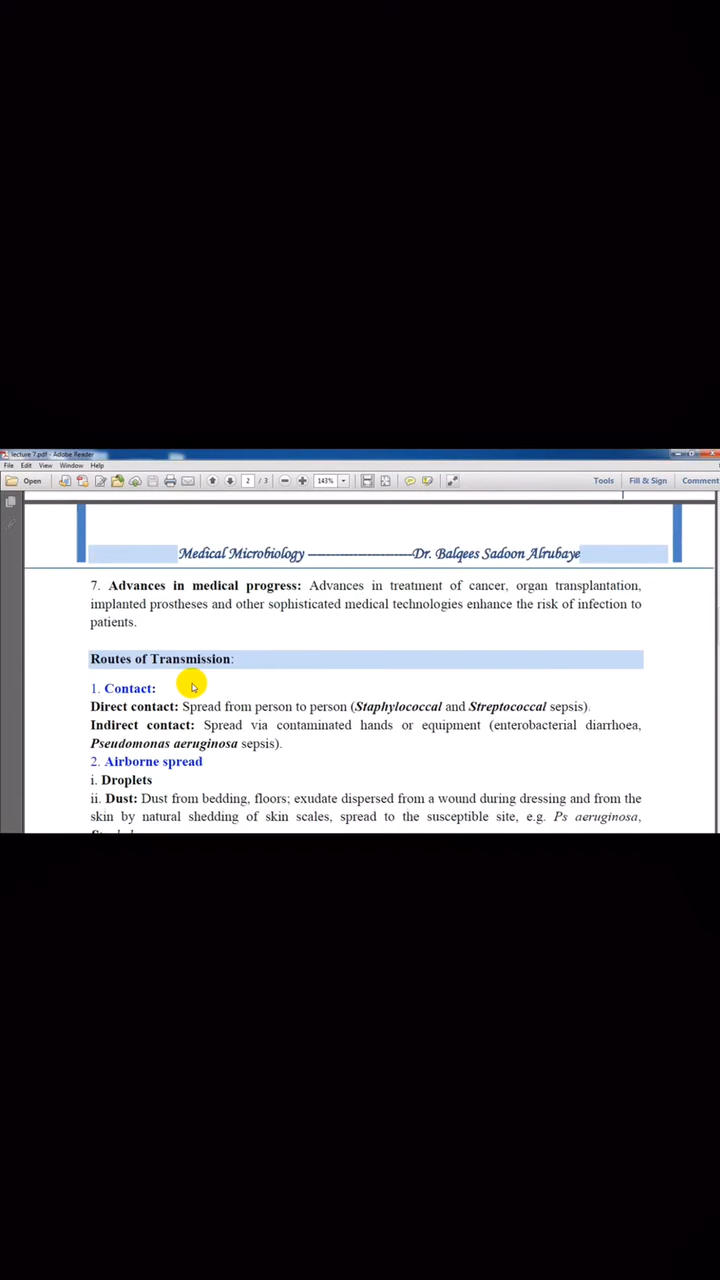 lecture 7.pdf - Adobe Reader
File Edit View Window Help
Open 2 / 3 143% Tools Fill & Sign Comment
Medical Microbiology -----------------------Dr. Balqees Sadoon Alrubaye
7. Advances in medical progress: Advances in treatment of cancer, organ transplantation,
implanted prostheses and other sophisticated medical technologies enhance the risk of infection to
patients.
Routes of Transmission:
1. Contact:
Direct contact: Spread from person to person (Staphylococcal and Streptococcal sepsis).
Indirect contact: Spread via contaminated hands or equipment (enterobacterial diarrhoea,
Pseudomonas aeruginosa sepsis).
2. Airborne spread
i. Droplets
ii. Dust: Dust from bedding, floors; exudate dispersed from a wound during dressing and from the
skin by natural shedding of skin scales, spread to the susceptible site, e.g. Ps aeruginosa,